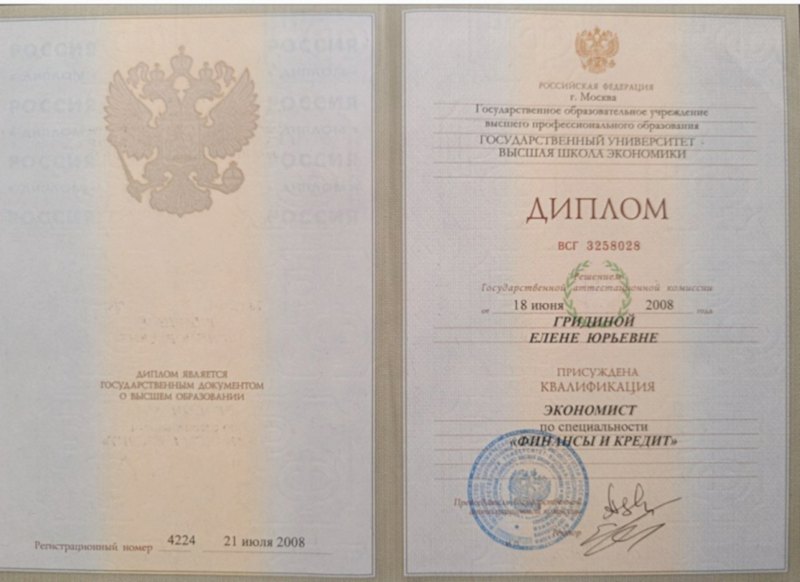 ДИПЛОМ ЯВЛЯЕТСЯ
ГОСУДАРСТВЕННЫМ ДОКУМЕНТОМ
О ВЫСШЕМ ОБРАЗОВАНИИ
Регистрационный номер 4224 21 июля 2008
РОССИЙСКАЯ ФЕДЕРАЦИЯ
г. Москва
Государственное образовательное учреждение
высшего профессионального образования
ГОСУДАРСТВЕННЫЙ УНИВЕРСИТЕТ -
ВЫСШАЯ ШКОЛА ЭКОНОМИКИ
ДИПЛОМ
ВСГ 3258028
Решением
Государственной аттестационной комиссии
от 18 июня 2008 года
ГРИДИНОЙ
ЕЛЕНЕ ЮРЬЕВНЕ
ПРИСУЖДЕНА
КВАЛИФИКАЦИЯ
ЭКОНОМИСТ
по специальности
«ФИНАНСЫ И КРЕДИТ»